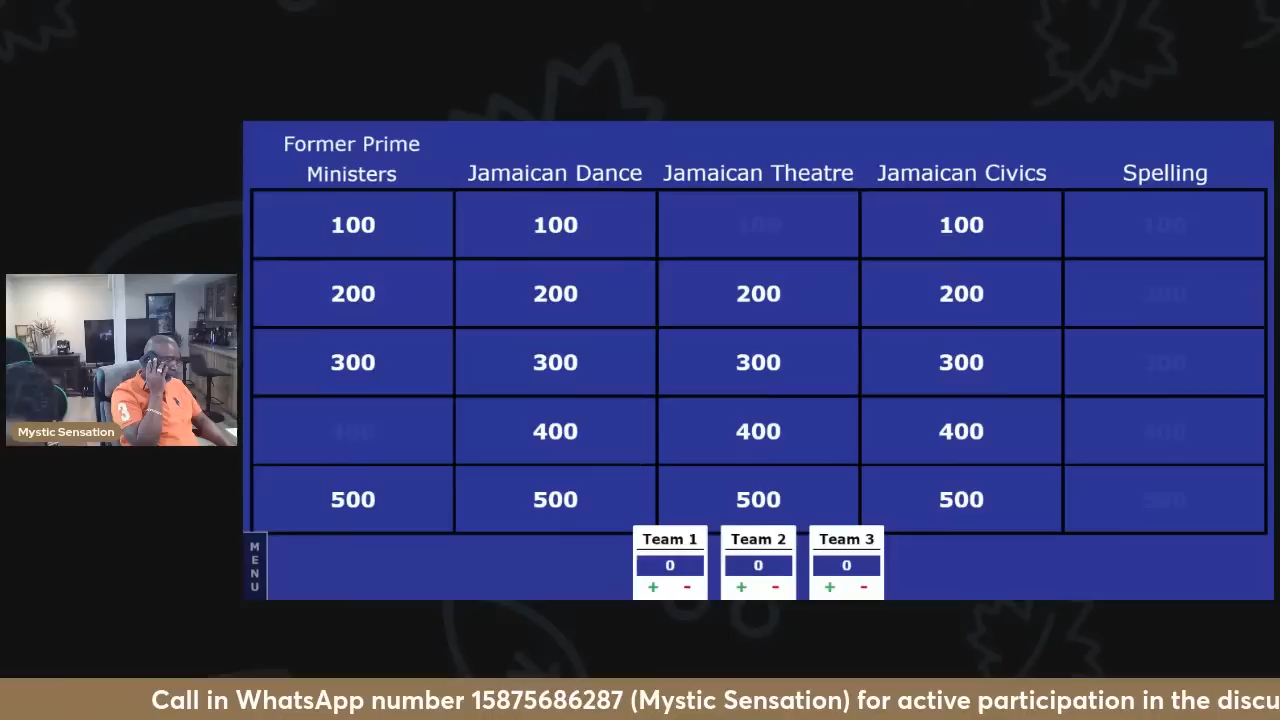 Former Prime
Ministers
Jamaican Dance
Jamaican Theatre
Jamaican Civics
Spelling
100
100
100
100
200
200
200
200
300
300
300
300
400
400
400
500
500
500
500
3
Mystic Sensation
MENU
Team 1
Team 2
Team 3
0
0
0
+ -
+ -
+ -
Call in WhatsApp number 15875686287 (Mystic Sensation) for active participation in the discu